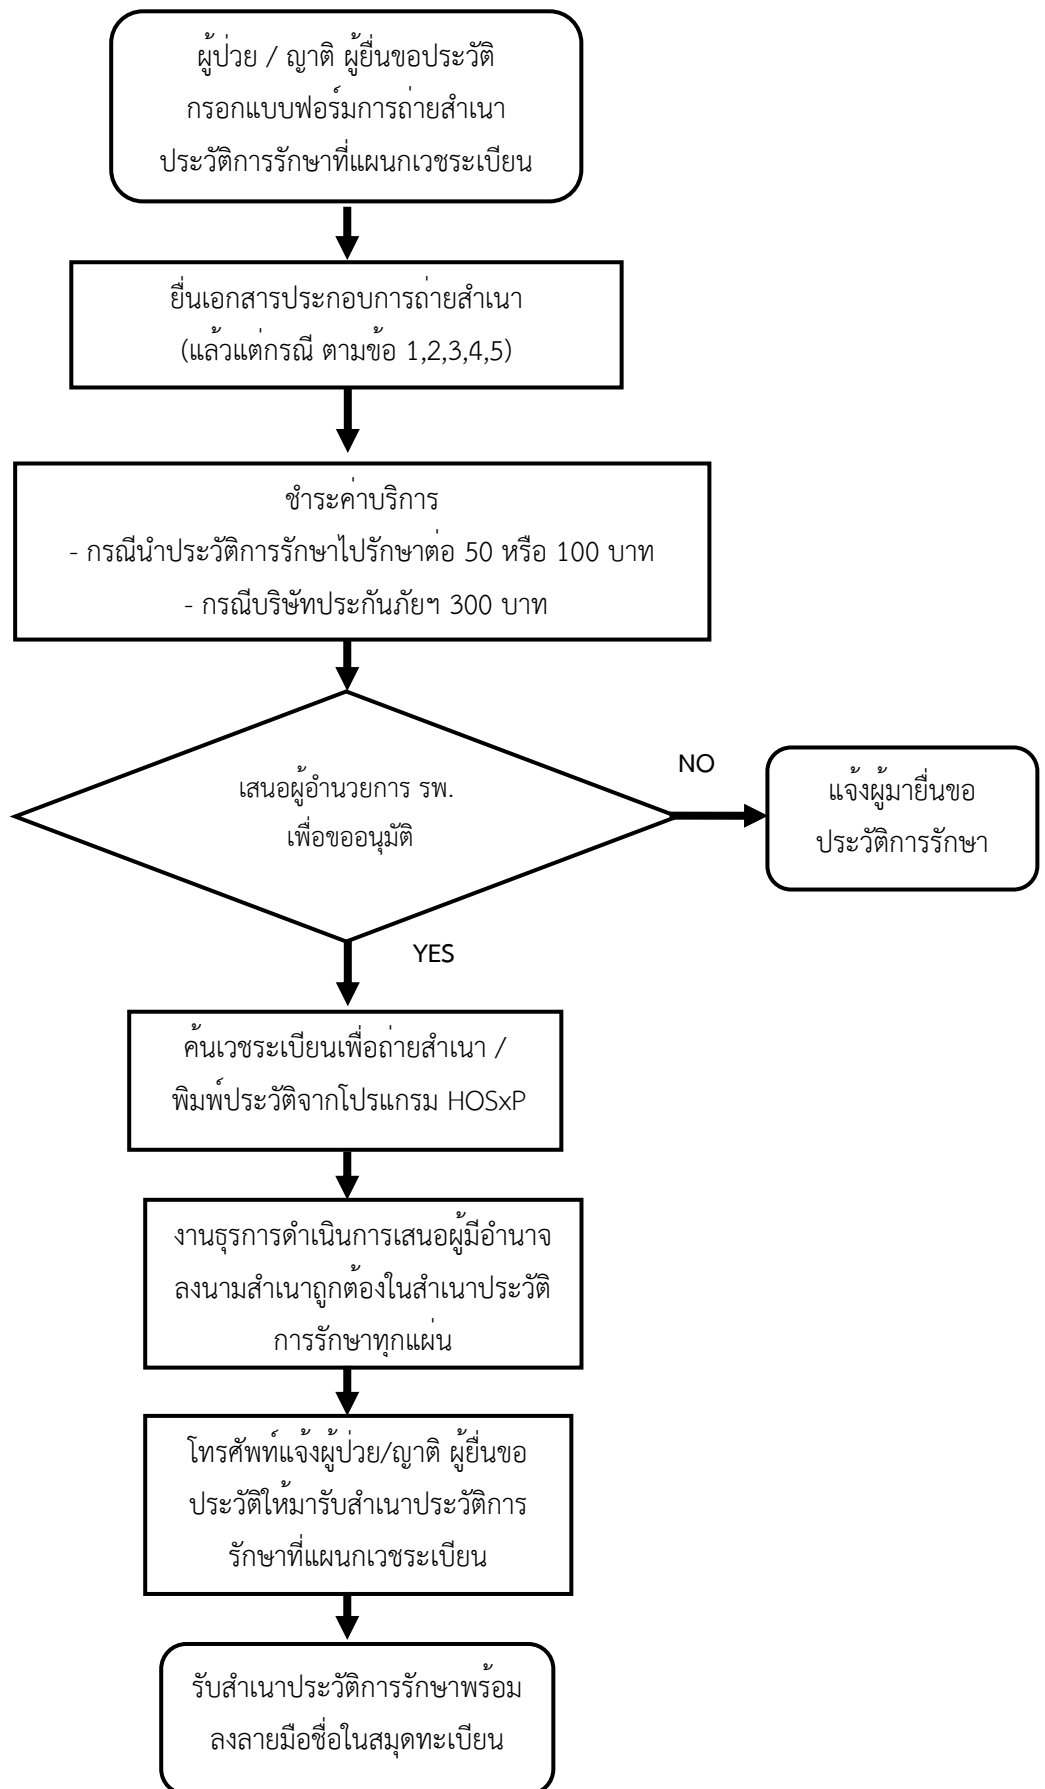 ผู้ป่วย / ญาติ ผู้ยื่นขอประวัติ
กรอกแบบฟอร์มการถ่ายสำเนา
ประวัติการรักษาที่แผนกเวชระเบียน
ยื่นเอกสารประกอบการถ่ายสำเนา
(แล้วแต่กรณี ตามข้อ 1,2,3,4,5)
ชำระค่าบริการ
- กรณีนำประวัติการรักษาไปรักษาต่อ 50 หรือ 100 บาท
- กรณีบริษัทประกันภัยฯ 300 บาท
เสนอผู้อำนวยการ รพ.
เพื่อขออนุมัติ
NO
แจ้งผู้มายื่นขอ
ประวัติการรักษา
YES
ค้นเวชระเบียนเพื่อถ่ายสำเนา /
พิมพ์ประวัติจากโปรแกรม HOSxP
งานธุรการดำเนินการเสนอผู้มีอำนาจ
ลงนามสำเนาถูกต้องในสำเนาประวัติ
การรักษาทุกแผ่น
โทรศัพท์แจ้งผู้ป่วย/ญาติ ผู้ยื่นขอ
ประวัติให้มารับสำเนาประวัติการ
รักษาที่แผนกเวชระเบียน
รับสำเนาประวัติการรักษาพร้อม
ลงลายมือชื่อในสมุดทะเบียน